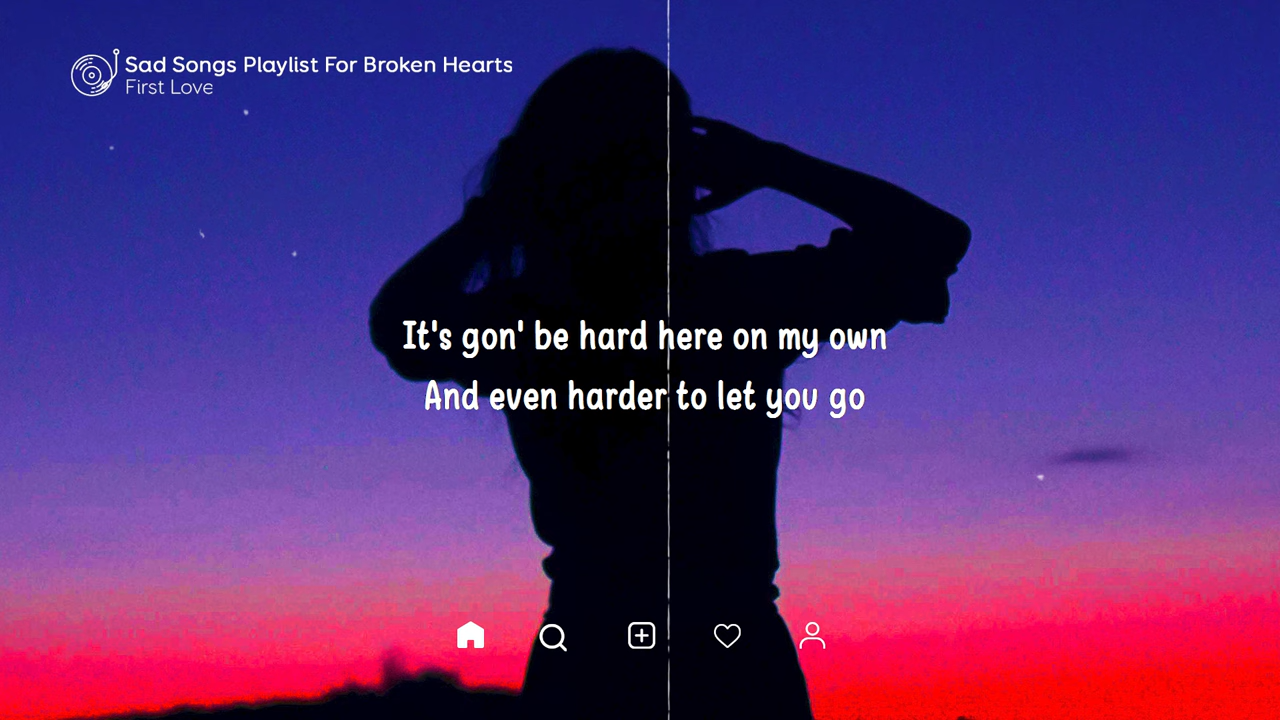 Sad Songs Playlist For Broken Hearts
First Love
It's gon' be hard here on my own
And even harder to let you go